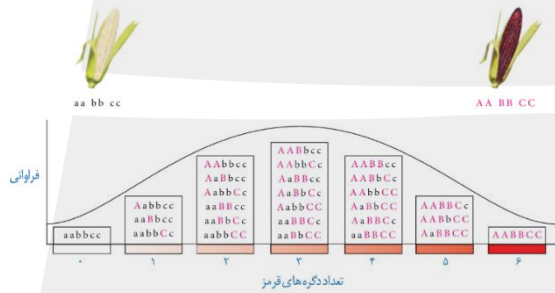 aa bb cc
AA BB CC
فراوانی
aabbcc
Aabbcc
aaBbcc
aabbCc
AAbbcc
AaBbcc
AabbCc
aaBBcc
aaBbCc
aabbCC
AABbcc
AAbbCc
AaBBcc
AaBbCc
AabbCC
aaBBCc
aaBbCC
AABBcc
AABbCc
AAbbCC
AaBbCC
AaBBCc
aaBBCC
AABBCc
AABbCC
AaBBCC
AABBCC
۰ ۱ ۲ ۳ ۴ ۵ ۶
تعداد دگره‌های قرمز